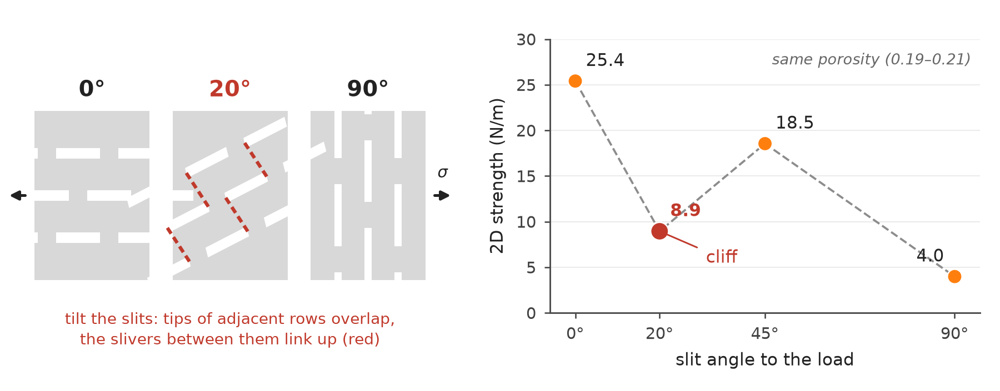 0°
20°
90°
σ
tilt the slits: tips of adjacent rows overlap,
the slivers between them link up (red)
2D strength (N/m)
30
25
20
15
10
5
0
same porosity (0.19–0.21)
25.4
18.5
8.9
cliff
4.0
0°
20°
45°
90°
slit angle to the load